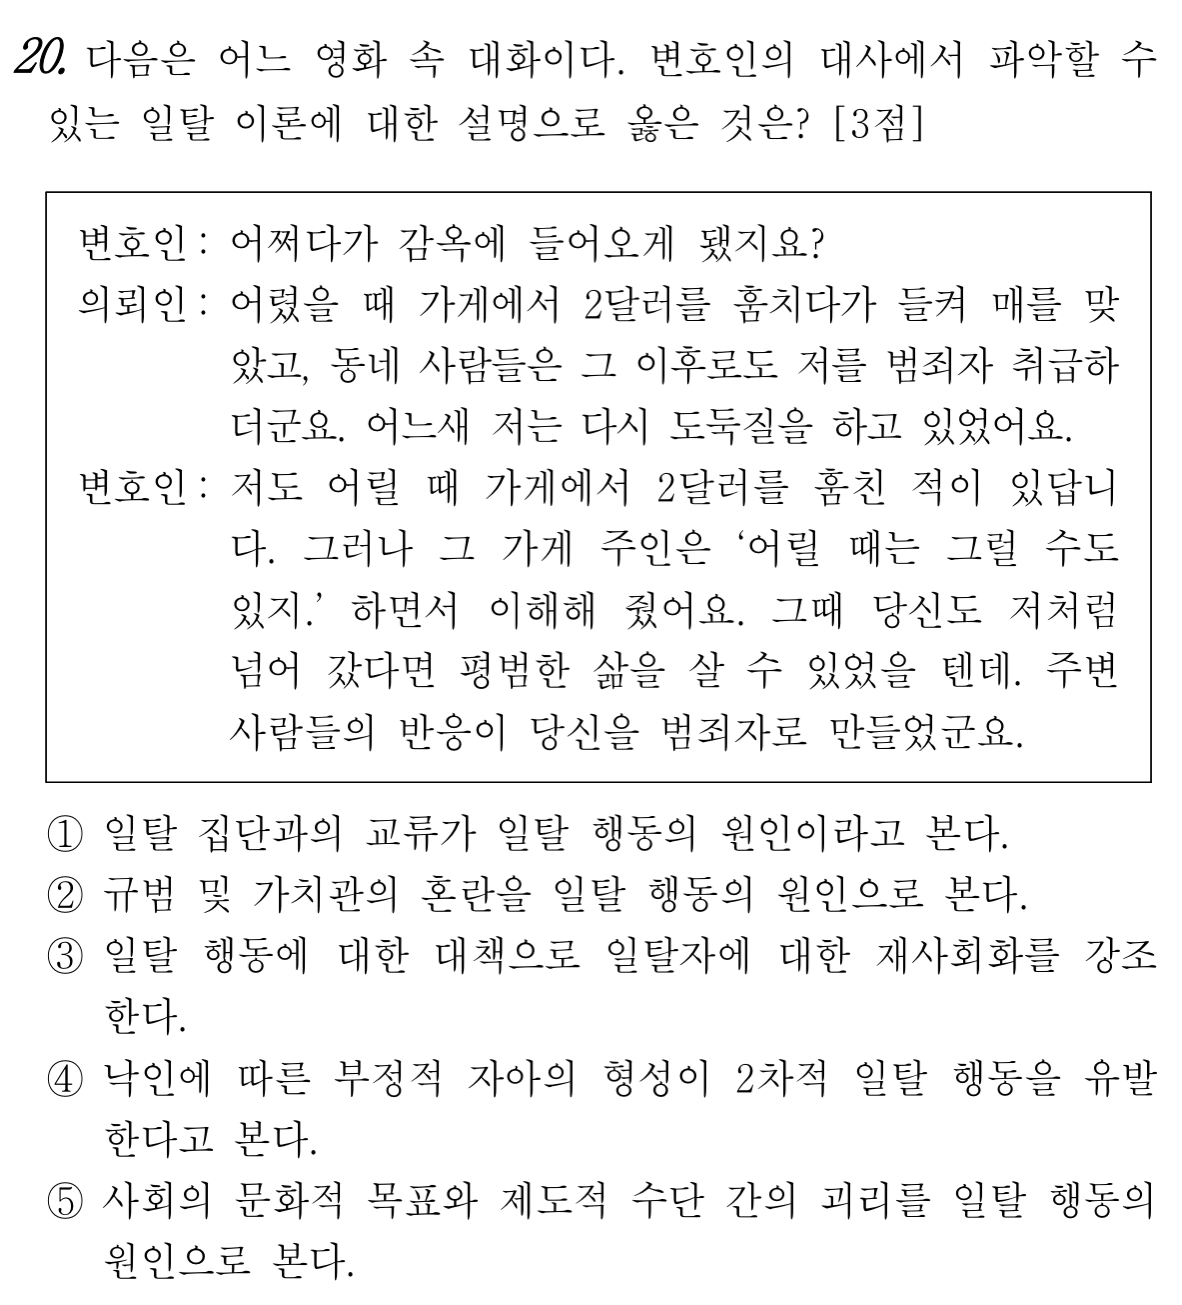 20. 다음은 어느 영화 속 대화이다. 변호인의 대사에서 파악할 수
있는 일탈 이론에 대한 설명으로 옳은 것은? [3점]
변호인 : 어쩌다가 감옥에 들어오게 됐지요?
의뢰인 : 어렸을 때 가게에서 2달러를 훔치다가 들켜 매를 맞
았고, 동네 사람들은 그 이후로도 저를 범죄자 취급하
더군요. 어느새 저는 다시 도둑질을 하고 있었어요.
변호인 : 저도 어릴 때 가게에서 2달러를 훔친 적이 있답니
다. 그러나 그 가게 주인은 ‘어릴 때는 그럴 수도
있지.’ 하면서 이해해 줬어요. 그때 당신도 저처럼
넘어 갔다면 평범한 삶을 살 수 있었을 텐데. 주변
사람들의 반응이 당신을 범죄자로 만들었군요.
① 일탈 집단과의 교류가 일탈 행동의 원인이라고 본다.
② 규범 및 가치관의 혼란을 일탈 행동의 원인으로 본다.
③ 일탈 행동에 대한 대책으로 일탈자에 대한 재사회화를 강조
한다.
④ 낙인에 따른 부정적 자아의 형성이 2차적 일탈 행동을 유발
한다고 본다.
⑤ 사회의 문화적 목표와 제도적 수단 간의 괴리를 일탈 행동의
원인으로 본다.